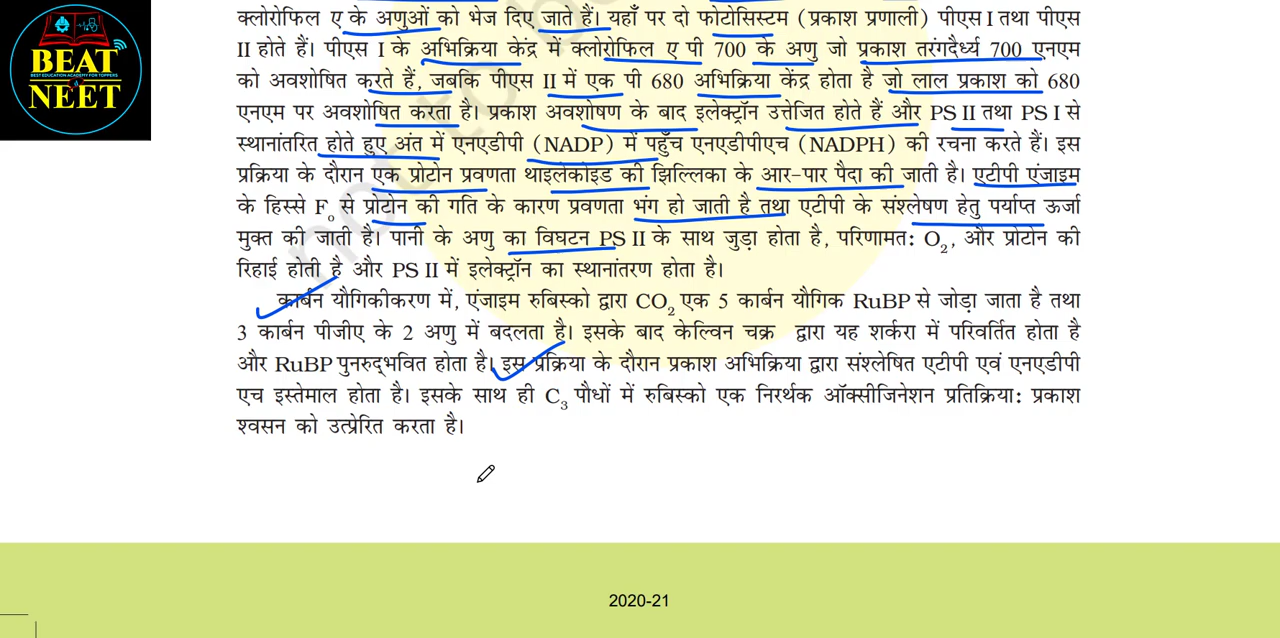 BEAT
BEST EDUCATION ACADEMY FOR TOPPERS
NEET
क्लोरोफिल ए के अणुओं को भेज दिए जाते हैं। यहाँ पर दो फोटोसिस्टम (प्रकाश प्रणाली) पीएस I तथा पीएस
II होते हैं। पीएस I के अभिक्रिया केंद्र में क्लोरोफिल ए पी 700 के अणु जो प्रकाश तरंगदैर्ध्य 700 एनएम
को अवशोषित करते हैं, जबकि पीएस II में एक पी 680 अभिक्रिया केंद्र होता है जो लाल प्रकाश को 680
एनएम पर अवशोषित करता है। प्रकाश अवशोषण के बाद इलेक्ट्रॉन उत्तेजित होते हैं और PS II तथा PS I से
स्थानांतरित होते हुए अंत में एनएडीपी (NADP) में पहुँच एनएडीपीएच (NADPH) की रचना करते हैं। इस
प्रक्रिया के दौरान एक प्रोटोन प्रवणता थाइलेकोइड की झिल्लिका के आर-पार पैदा की जाती है। एटीपी एंजाइम
के हिस्से F₀ से प्रोटोन की गति के कारण प्रवणता भंग हो जाती है तथा एटीपी के संश्लेषण हेतु पर्याप्त ऊर्जा
मुक्त की जाती है। पानी के अणु का विघटन PS II के साथ जुड़ा होता है, परिणामत: O₂, और प्रोटोन की
रिहाई होती है और PS II में इलेक्ट्रॉन का स्थानांतरण होता है।
कार्बन यौगिकीकरण में, एंजाइम रुबिस्को द्वारा CO₂ एक 5 कार्बन यौगिक RuBP से जोड़ा जाता है तथा
3 कार्बन पीजीए के 2 अणु में बदलता है। इसके बाद केल्विन चक्र द्वारा यह शर्करा में परिवर्तित होता है
और RuBP पुनरुद्भवित होता है। इस प्रक्रिया के दौरान प्रकाश अभिक्रिया द्वारा संश्लेषित एटीपी एवं एनएडीपी
एच इस्तेमाल होता है। इसके साथ ही C₃ पौधों में रुबिस्को एक निरर्थक ऑक्सीजिनेशन प्रतिक्रिया: प्रकाश
श्वसन को उत्प्रेरित करता है।
2020-21